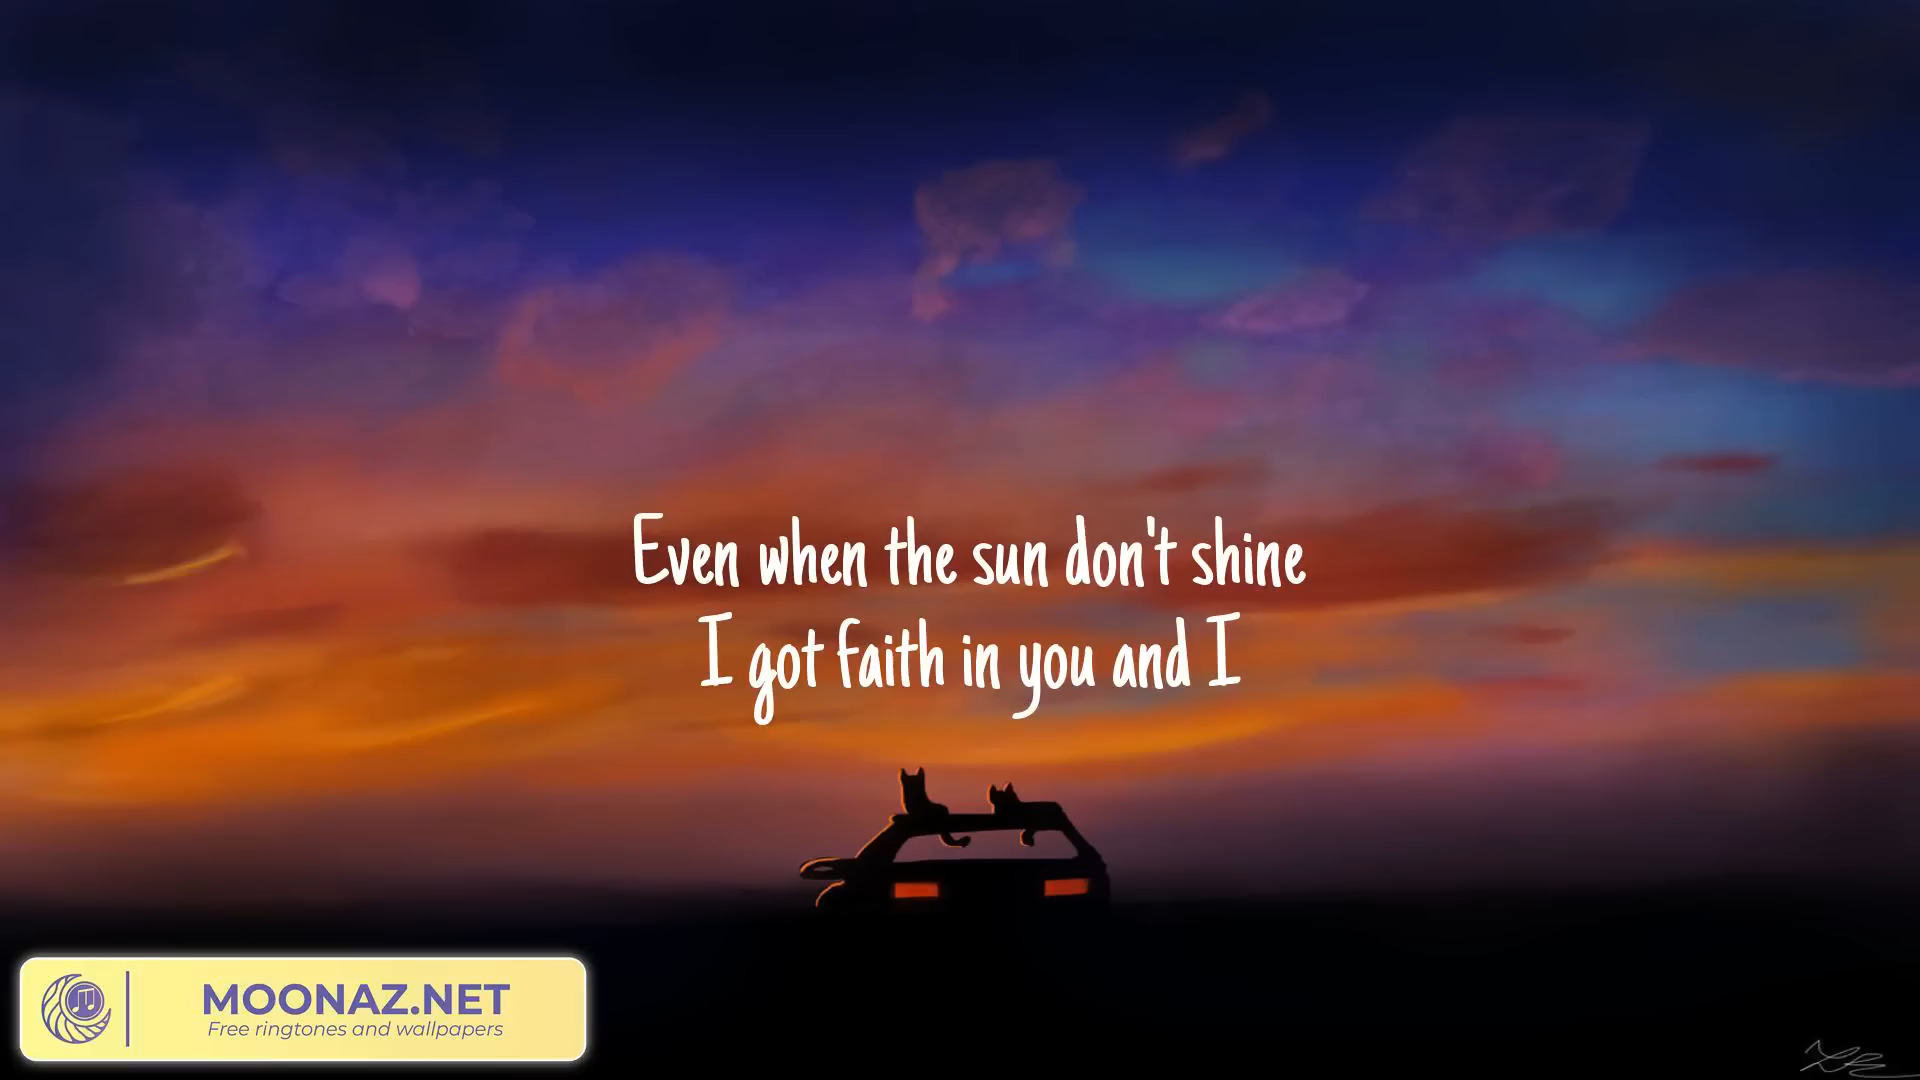 Even when the sun don't shine
I got faith in you and I
MOONAZ.NET
Free ringtones and wallpapers